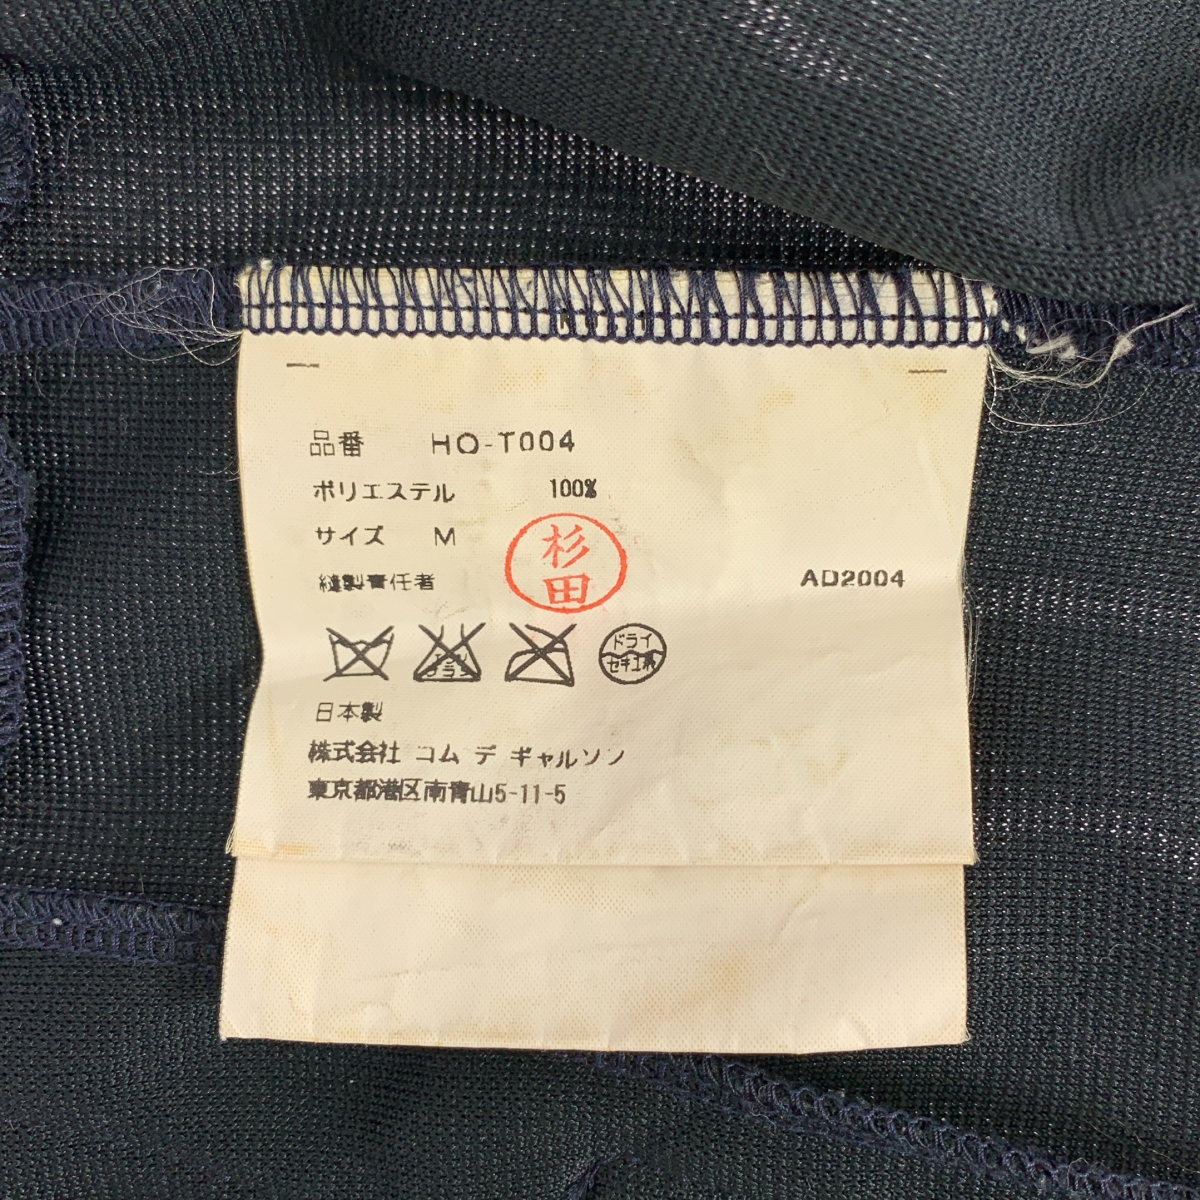 品番 HO-T004
ポリエステル 100%
サイズ M
杉田
縫製責任者
AD2004
ドライ
セキユ系
日本製
株式会社 コム デ ギャルソン
東京都港区南青山5-11-5